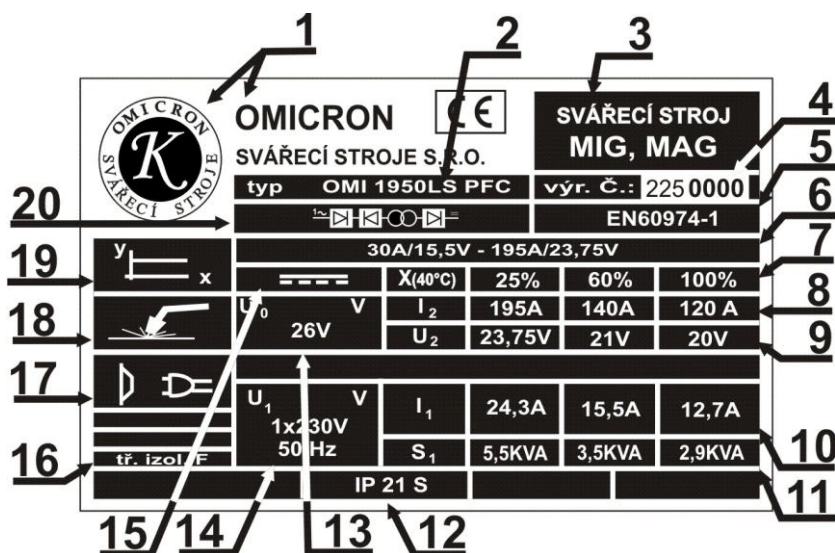 1
2
3
4
5
6
7
8
9
10
11
12
13
14
15
16
17
18
19
20
OMICRON
SVÁŘECÍ STROJE
K
OMICRON
CE
SVÁŘECÍ STROJE S.R.O.
SVÁŘECÍ STROJ
MIG, MAG
typ OMI 1950LS PFC
výr. Č.: 225 0000
1~ =
EN60974-1
30A/15,5V - 195A/23,75V
y
x
X(40°C) 25% 60% 100%
U0 V
26V
I2 195A 140A 120 A
U2 23,75V 21V 20V
U1 V
1x230V
50 Hz
I1 24,3A 15,5A 12,7A
S1 5,5KVA 3,5KVA 2,9KVA
tř. izol. F
IP 21 S